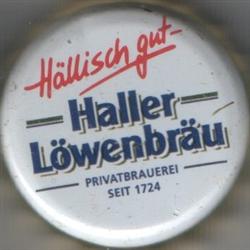 Hällisch gut-
Haller
Löwenbräu
PRIVATBRAUEREI
SEIT 1724